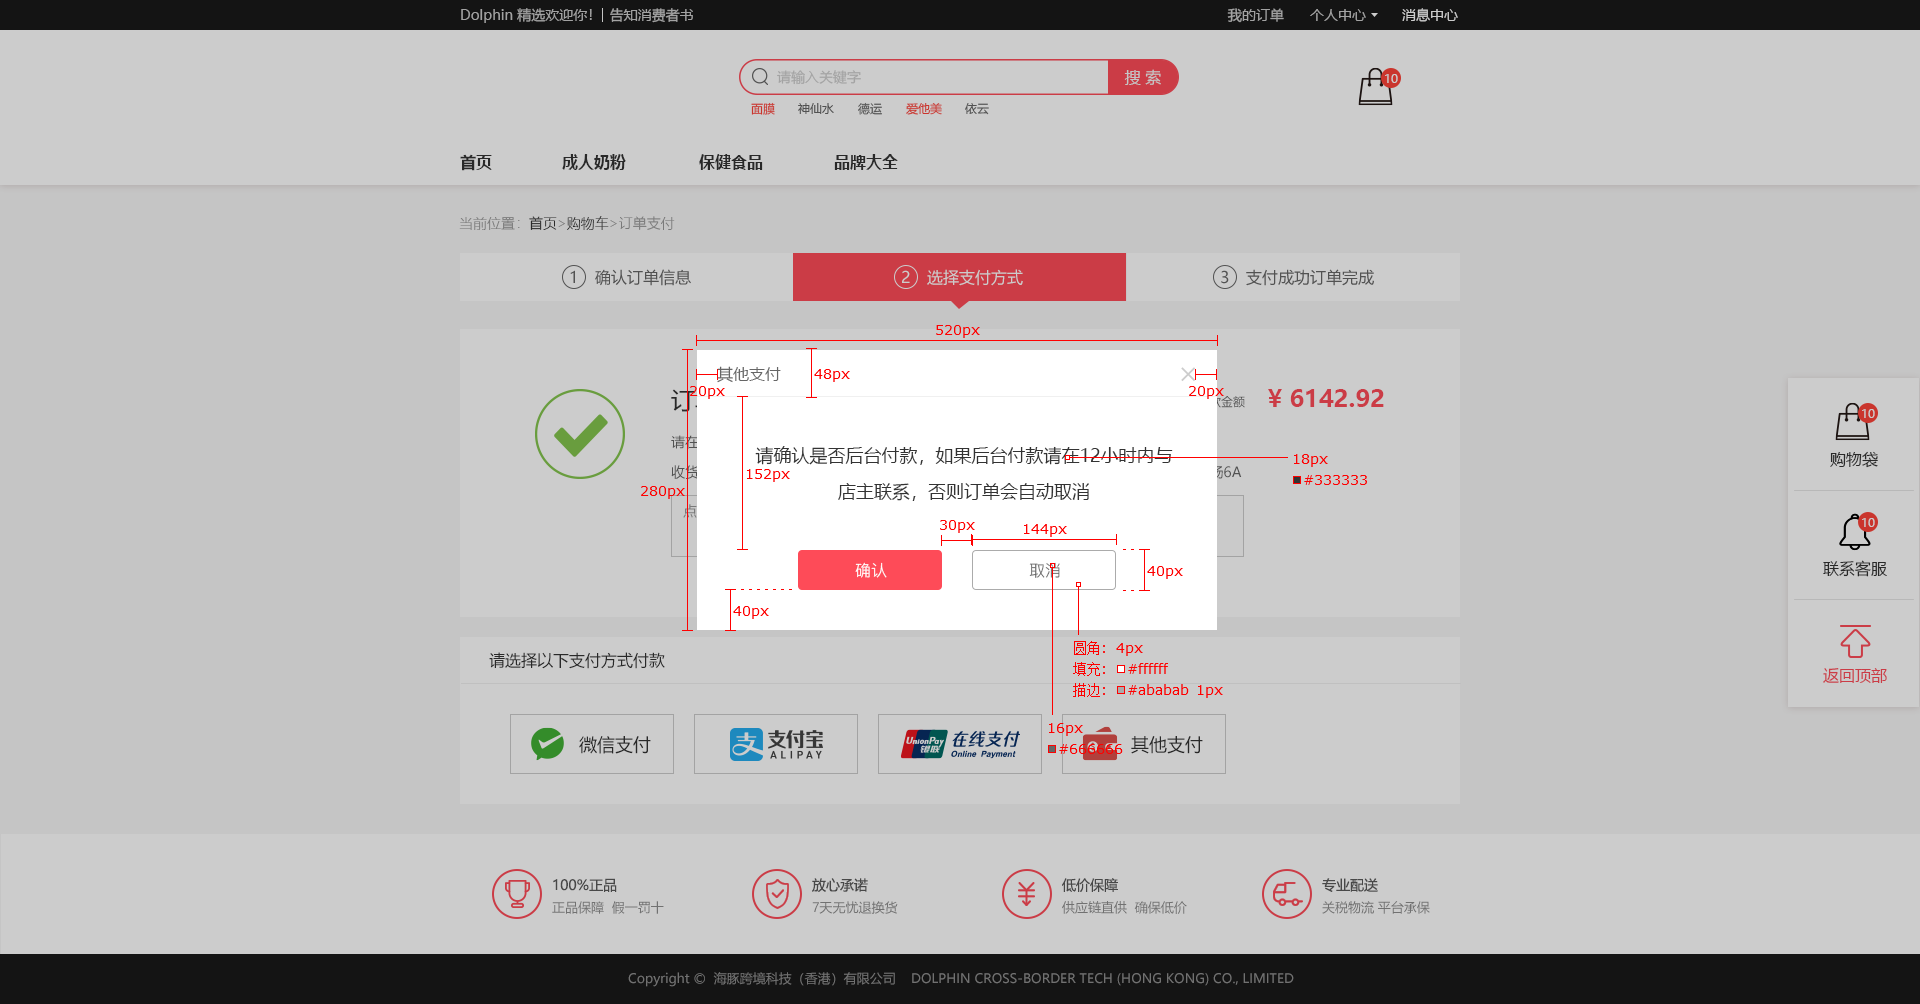 Dolphin 精选欢迎你！| 告知消费者书
我的订单 个人中心 消息中心
请输入关键字 搜 索
10
面膜 神仙水 德运 爱他美 依云
首页 成人奶粉 保健食品 品牌大全
当前位置：首页>购物车>订单支付
1 确认订单信息
2 选择支付方式
3 支付成功订单完成
520px
其他支付
48px
20px
20px
订
金额
¥ 6142.92
请在
请确认是否后台付款，如果后台付款请在12小时内与
店主联系，否则订单会自动取消
18px
#333333
收货
6A
152px
280px
点
30px
144px
确认
取消
40px
40px
圆角：4px
填充：#ffffff
描边：#ababab 1px
16px
#666666
请选择以下支付方式付款
微信支付
支付宝
ALIPAY
UnionPay
银联
在线支付
Online Payment
其他支付
10
购物袋
10
联系客服
返回顶部
100%正品
正品保障 假一罚十
放心承诺
7天无忧退换货
低价保障
供应链直供 确保低价
专业配送
关税物流 平台承保
Copyright © 海豚跨境科技（香港）有限公司 DOLPHIN CROSS-BORDER TECH (HONG KONG) CO., LIMITED